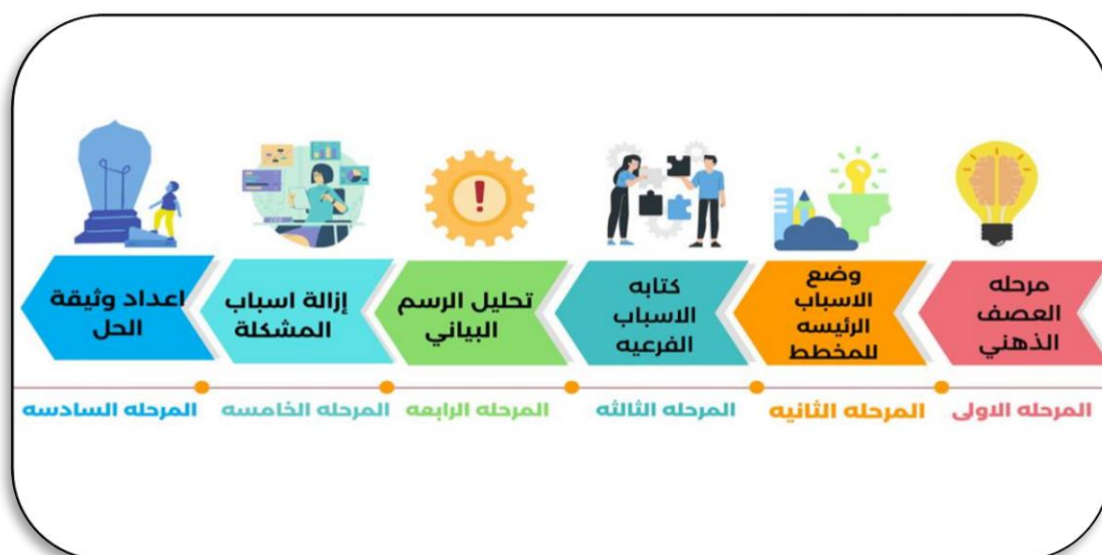 مرحله
العصف
الذهني
وضع
الاسباب
الرئيسه
للمخطط
كتابه
الاسباب
الفرعيه
تحليل الرسم
البياني
إزالة اسباب
المشكلة
اعداد وثيقة
الحل
المرحله الاولى
المرحله الثانيه
المرحله الثالثه
المرحله الرابعه
المرحله الخامسه
المرحله السادسه